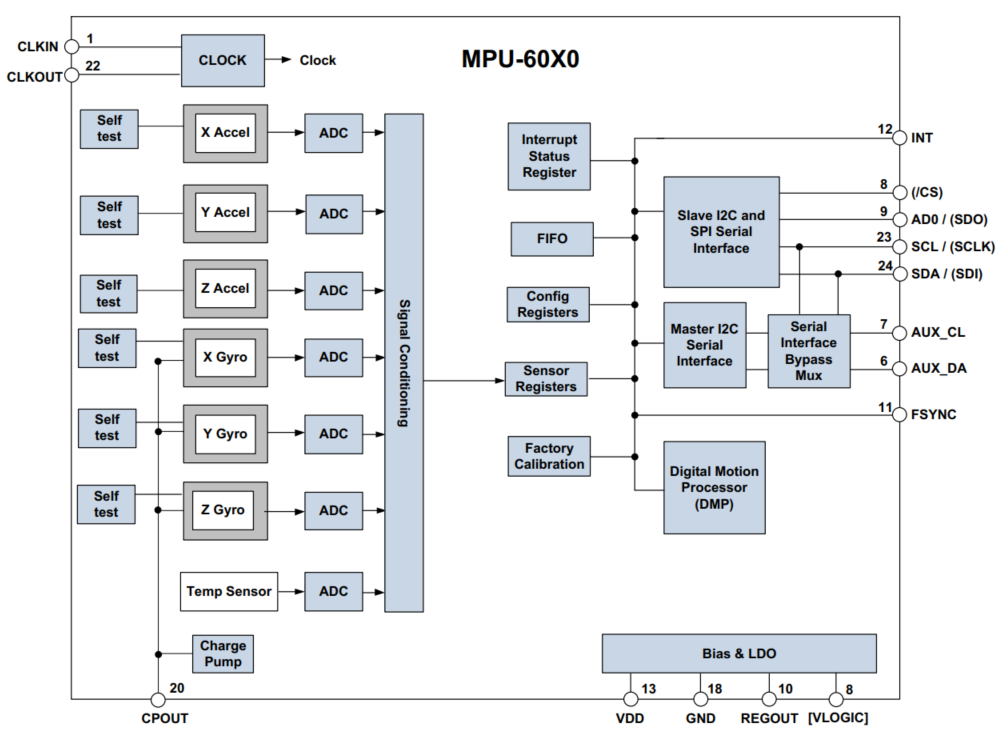 MPU-60X0
CLKIN
1
CLKOUT
22
CLOCK
Clock
Self
test
X Accel
ADC
Self
test
Y Accel
ADC
Self
test
Z Accel
ADC
Self
test
X Gyro
ADC
Self
test
Y Gyro
ADC
Self
test
Z Gyro
ADC
Temp Sensor
ADC
Signal Conditioning
Charge
Pump
20
CPOUT
Interrupt
Status
Register
FIFO
Config
Registers
Sensor
Registers
Factory
Calibration
Slave I2C and
SPI Serial
Interface
Master I2C
Serial
Interface
Serial
Interface
Bypass
Mux
Digital Motion
Processor
(DMP)
12
INT
8
(/CS)
9
AD0 / (SDO)
23
SCL / (SCLK)
24
SDA / (SDI)
7
AUX_CL
6
AUX_DA
11
FSYNC
Bias & LDO
13
VDD
18
GND
10
REGOUT
8
[VLOGIC]